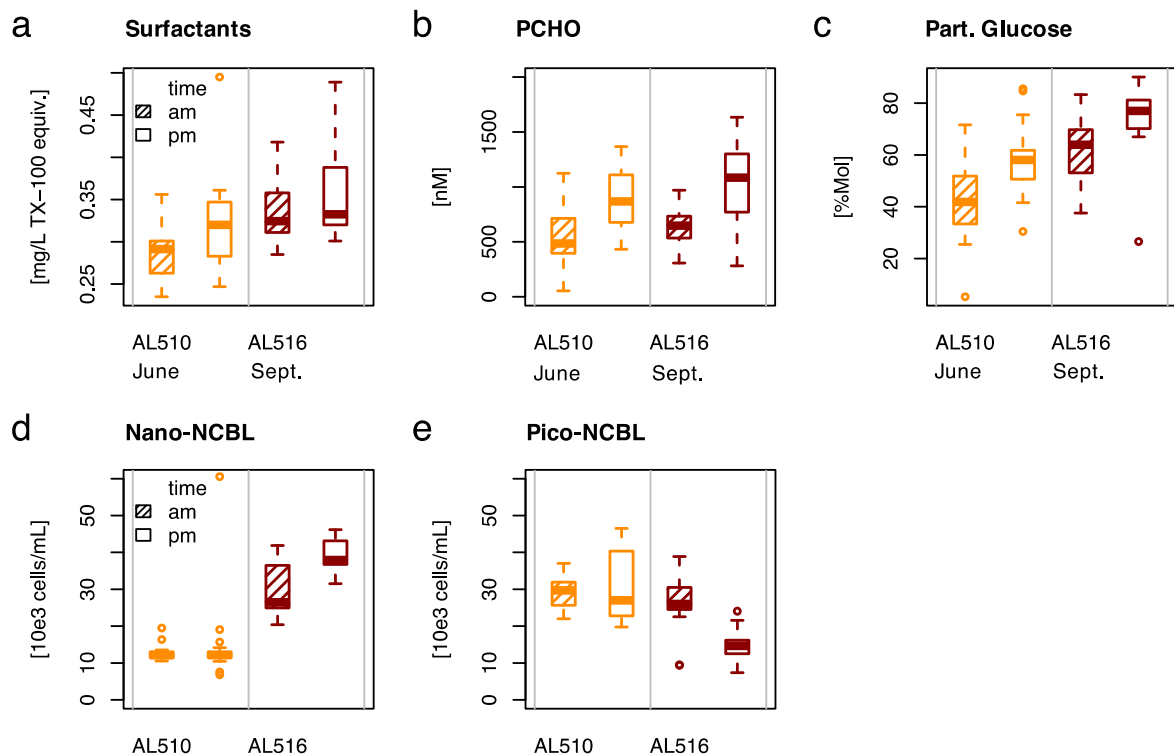 a Surfactants
[mg/L TX−100 equiv.]
0.45
0.35
0.25
time
am
pm
AL510 AL516
June Sept.
b PCHO
[nM]
1500
500
0
AL510 AL516
June Sept.
c Part. Glucose
[%Mol]
80
60
40
20
AL510 AL516
June Sept.
d Nano-NCBL
[10e3 cells/mL]
50
30
10
0
time
am
pm
AL510 AL516
e Pico-NCBL
[10e3 cells/mL]
50
30
10
0
AL510 AL516